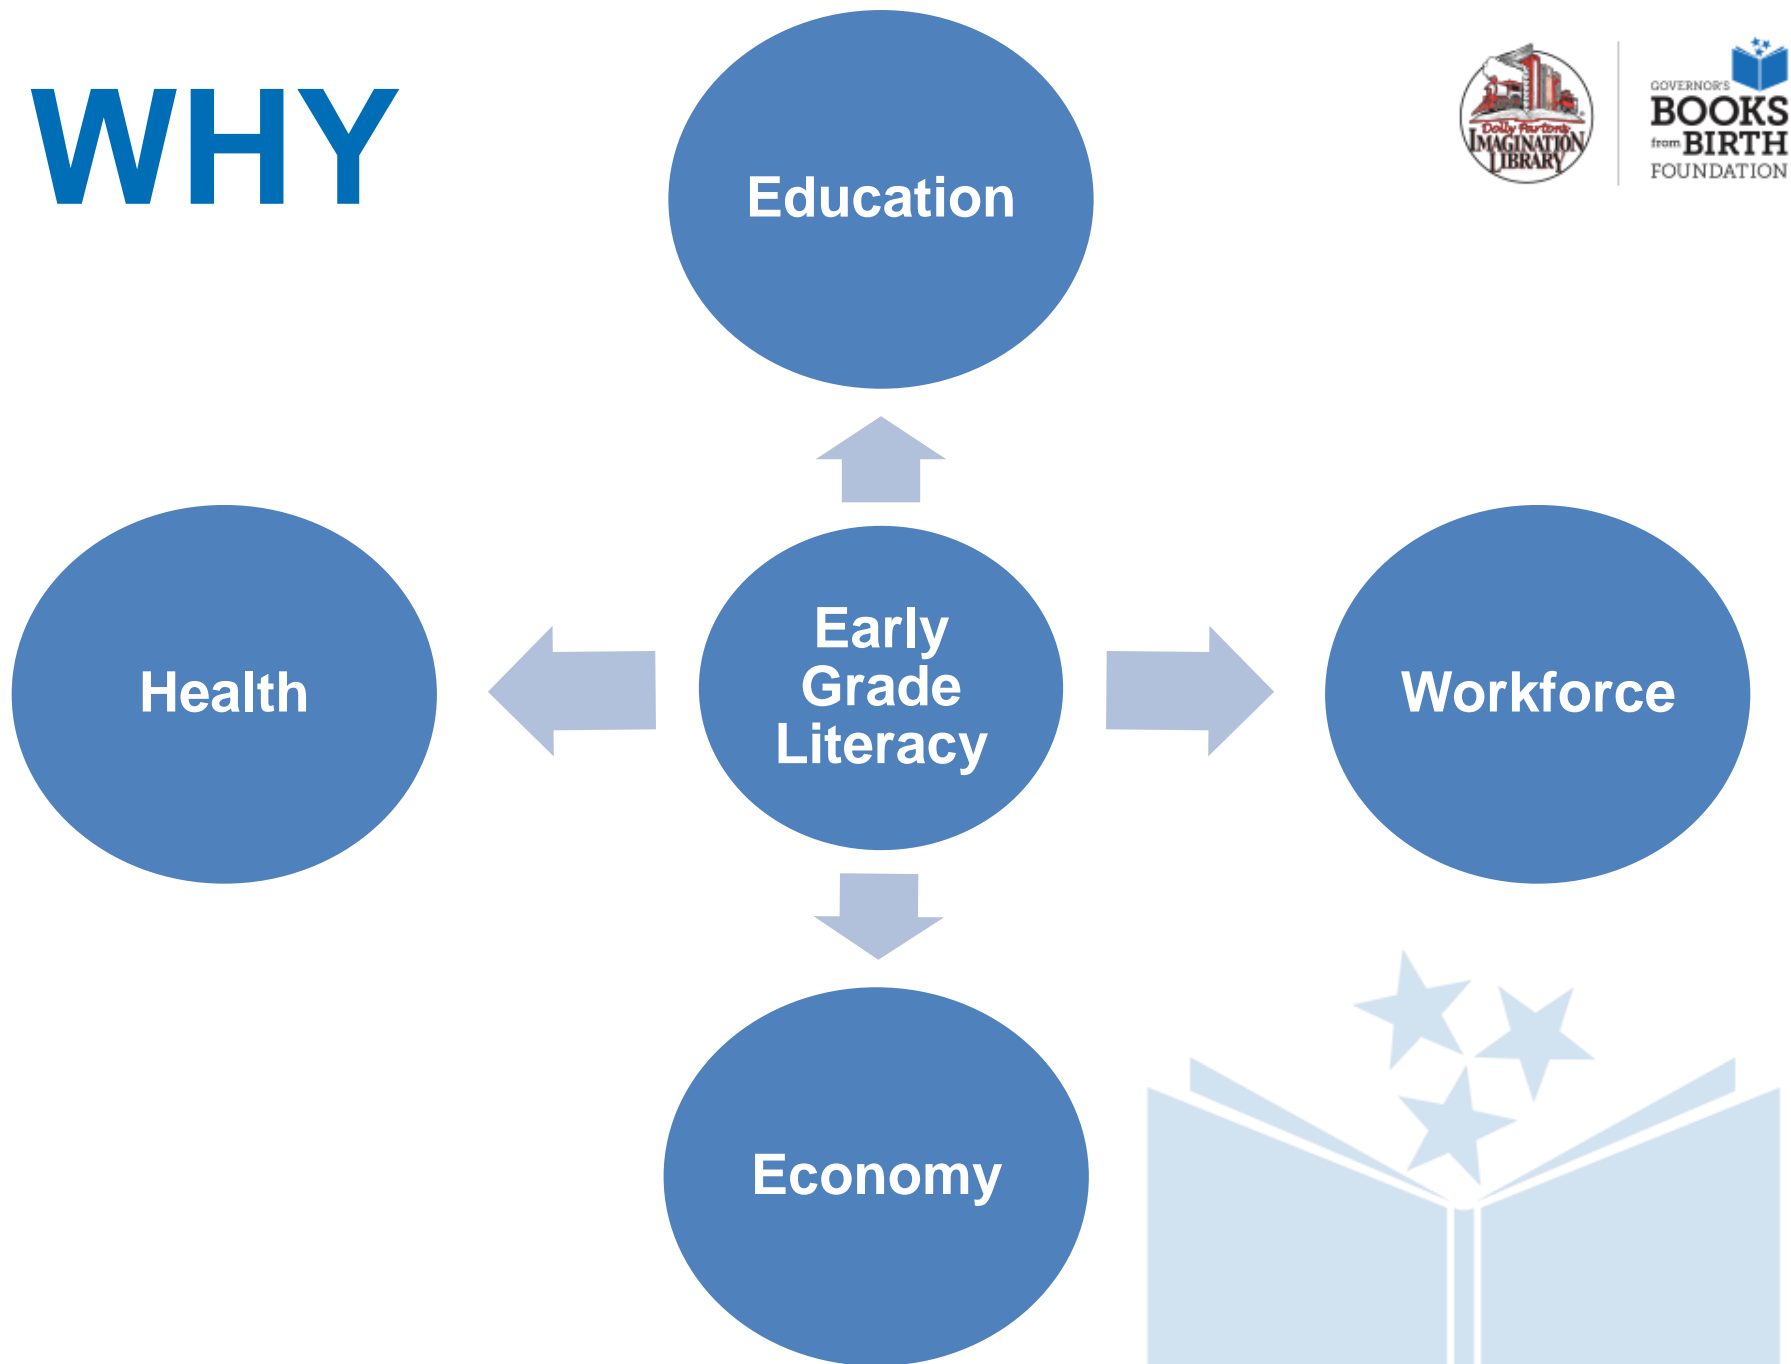 WHY
Dolly Parton's
IMAGINATION
LIBRARY
GOVERNOR'S
BOOKS
from BIRTH
FOUNDATION
Education
Health
Early
Grade
Literacy
Workforce
Economy